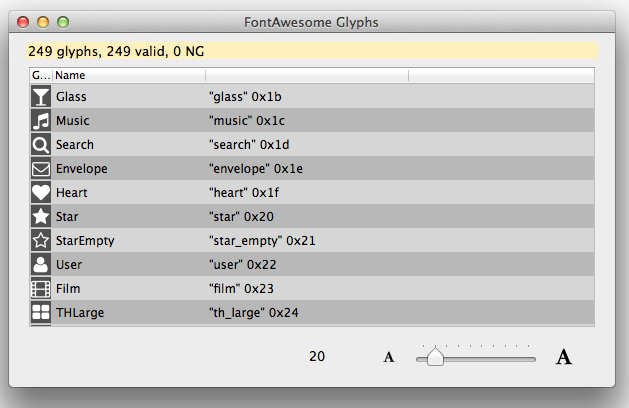 FontAwesome Glyphs
249 glyphs, 249 valid, 0 NG
G... Name
Glass "glass" 0x1b
Music "music" 0x1c
Search "search" 0x1d
Envelope "envelope" 0x1e
Heart "heart" 0x1f
Star "star" 0x20
StarEmpty "star_empty" 0x21
User "user" 0x22
Film "film" 0x23
THLarge "th_large" 0x24
20 A A